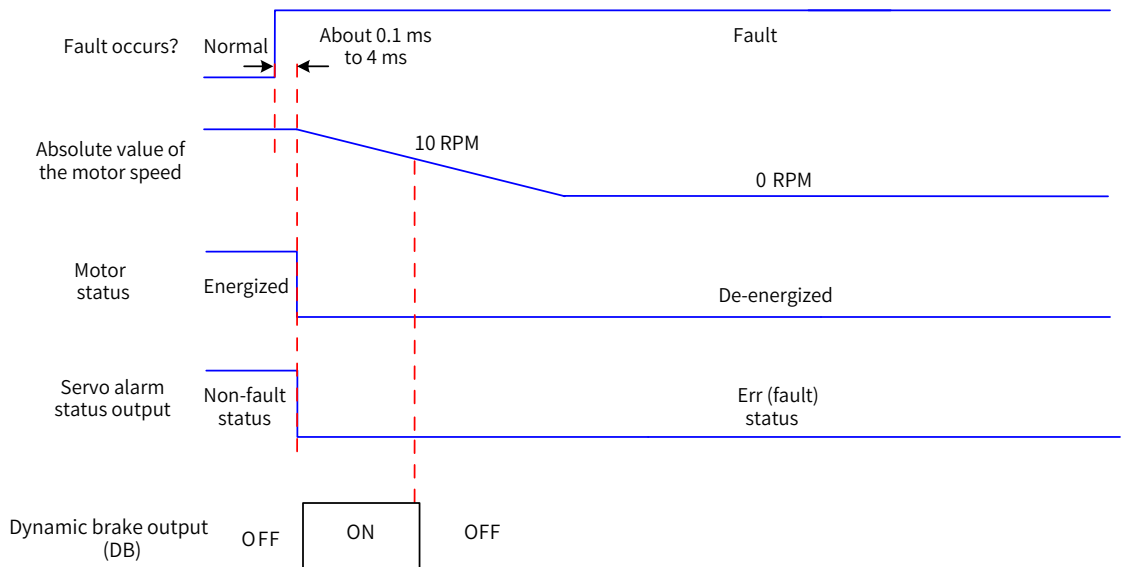 Fault occurs?
Normal
About 0.1 ms
to 4 ms
Fault
Absolute value of
the motor speed
10 RPM
0 RPM
Motor
status
Energized
De-energized
Servo alarm
status output
Non-fault
status
Err (fault)
status
Dynamic brake output
(DB)
OFF
ON
OFF